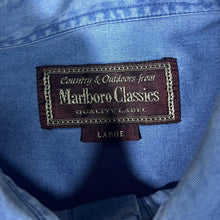 Country & Outdoors from
Marlboro Classics
QUALITY LABEL
LARGE